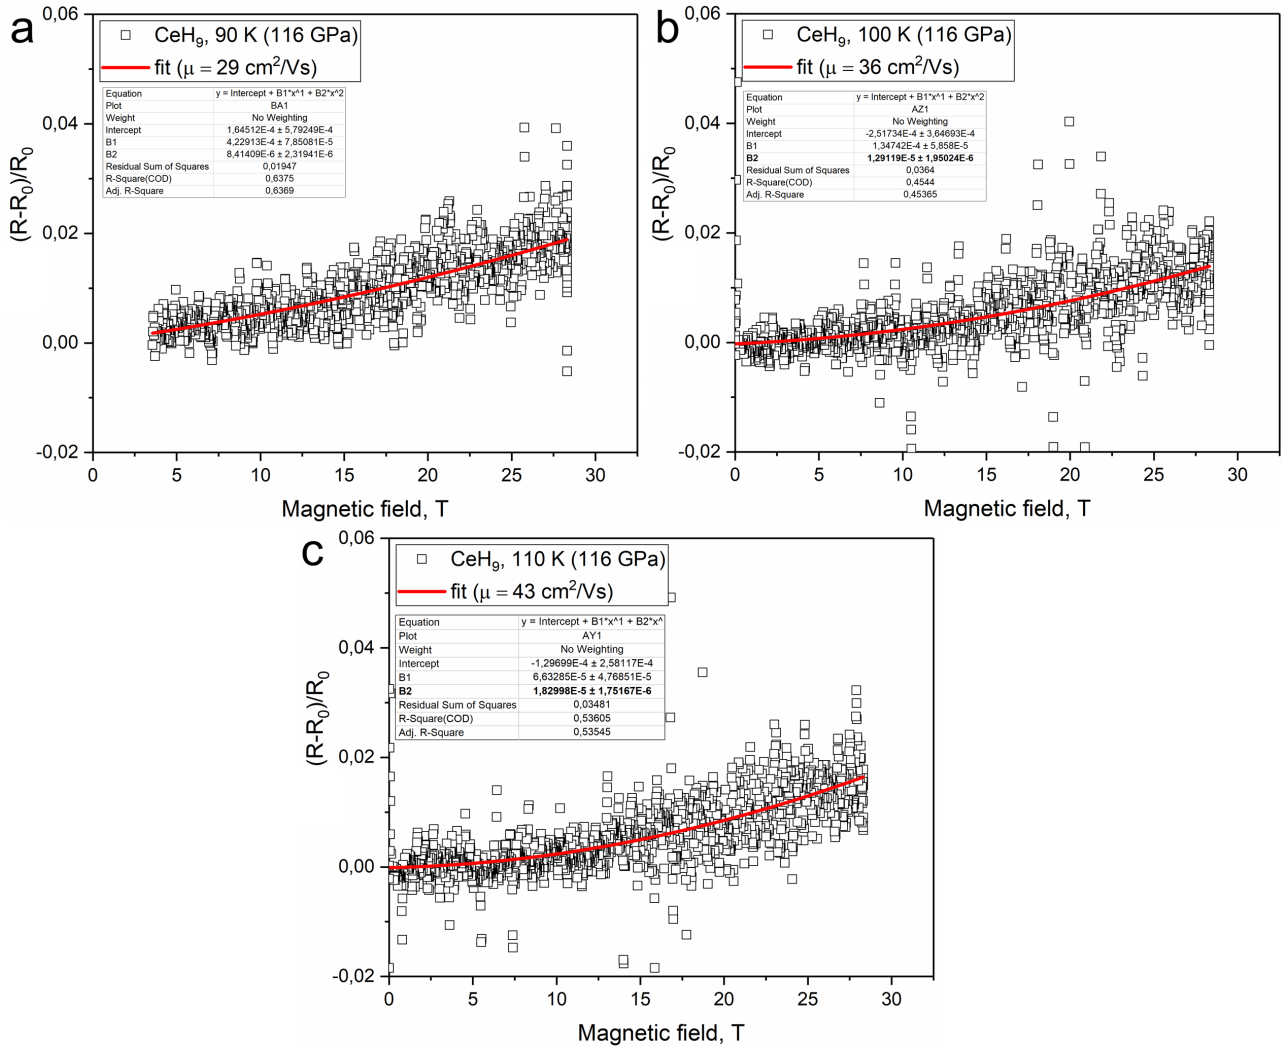 a
0,06
0,04
0,02
0,00
-0,02
(R-R0)/R0
CeH9, 90 K (116 GPa)
fit (μ = 29 cm2/Vs)
Equation y = Intercept + B1*x^1 + B2*x^2
Plot BA1
Weight No Weighting
Intercept 1,64512E-4 ± 5,79249E-4
B1 4,22913E-4 ± 7,85081E-5
B2 8,41409E-6 ± 2,31941E-6
Residual Sum of Squares 0,01947
R-Square(COD) 0,6375
Adj. R-Square 0,6369
0 5 10 15 20 25 30
Magnetic field, T
b
0,06
0,04
0,02
0,00
-0,02
(R-R0)/R0
CeH9, 100 K (116 GPa)
fit (μ = 36 cm2/Vs)
Equation y = Intercept + B1*x^1 + B2*x^2
Plot AZ1
Weight No Weighting
Intercept -2,51734E-4 ± 3,64693E-4
B1 1,34742E-4 ± 5,858E-5
B2 1,29119E-5 ± 1,95024E-6
Residual Sum of Squares 0,0364
R-Square(COD) 0,4544
Adj. R-Square 0,45365
0 5 10 15 20 25 30
Magnetic field, T
c
0,06
0,04
0,02
0,00
-0,02
(R-R0)/R0
CeH9, 110 K (116 GPa)
fit (μ = 43 cm2/Vs)
Equation y = Intercept + B1*x^1 + B2*x^
Plot AY1
Weight No Weighting
Intercept -1,29699E-4 ± 2,58117E-4
B1 6,63285E-5 ± 4,76851E-5
B2 1,82998E-5 ± 1,75167E-6
Residual Sum of Squares 0,03481
R-Square(COD) 0,53605
Adj. R-Square 0,53545
0 5 10 15 20 25 30
Magnetic field, T